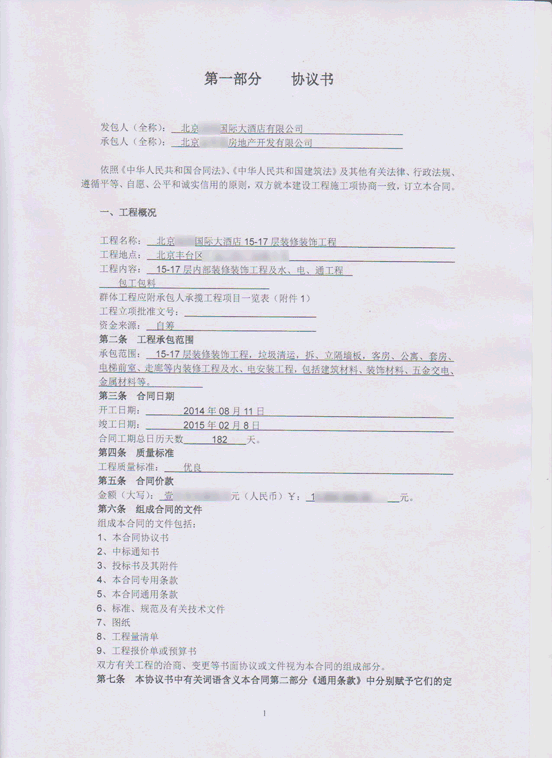 第一部分 协议书
发包人（全称）： 北京 国际大酒店有限公司
承包人（全称）： 北京 房地产开发有限公司
依照《中华人民共和国合同法》、《中华人民共和国建筑法》及其他有关法律、行政法规、
遵循平等、自愿、公平和诚实信用的原则，双方就本建设工程施工项协商一致，订立本合同。
一、工程概况
工程名称： 北京 国际大酒店 15-17 层装修装饰工程
工程地点： 北京丰台区
工程内容： 15-17 层内部装修装饰工程及水、电、通工程
包工包料
群体工程应附承包人承揽工程项目一览表（附件 1）
工程立项批准文号：
资金来源： 自筹
第二条 工程承包范围
承包范围： 15-17 层装修装饰工程，垃圾清运，拆、立隔墙板，客房、公寓、套房、
电梯前室、走廊等内装修工程及水、电安装工程，包括建筑材料、装饰材料、五金交电、
金属材料等。
第三条 合同日期
开工日期： 2014 年 08 月 11 日
竣工日期： 2015 年 02 月 8 日
合同工期总日历天数 182 天。
第四条 质量标准
工程质量标准： 优良
第五条 合同价款
金额（大写）： 壹 元（人民币）￥： 1 元。
第六条 组成合同的文件
组成本合同的文件包括：
1、本合同协议书
2、中标通知书
3、投标书及其附件
4、本合同专用条款
5、本合同通用条款
6、标准、规范及有关技术文件
7、图纸
8、工程量清单
9、工程报价单或预算书
双方有关工程的洽商、变更等书面协议或文件视为本合同的组成部分。
第七条 本协议书中有关词语含义本合同第二部分《通用条款》中分别赋予它们的定
1